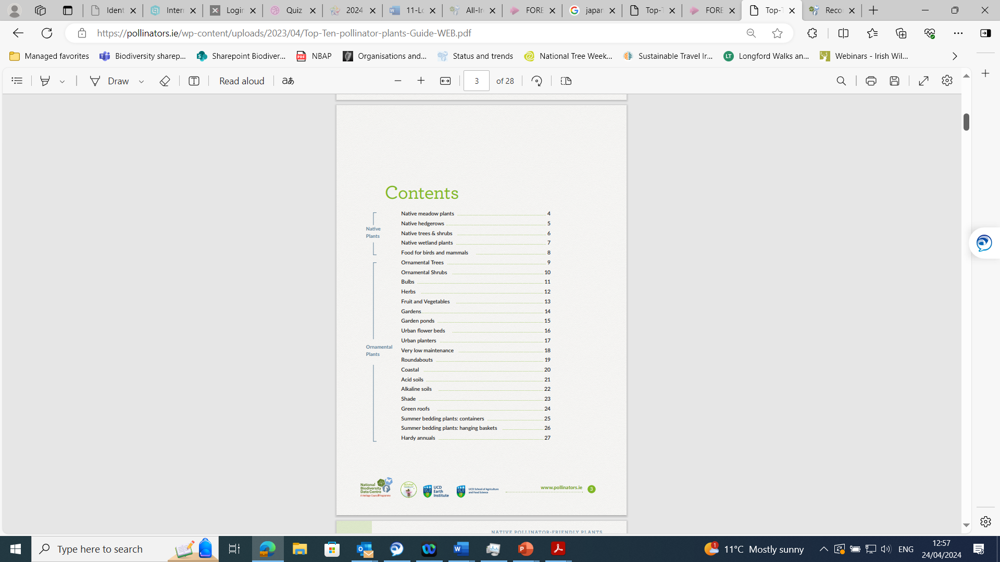 Ident
Interr
Logir
Quiz
2024
11-Lo
All-Ir
FORE
japar
Top-T
FORE
Top-T
Reco
https://pollinators.ie/wp-content/uploads/2023/04/Top-Ten-pollinator-plants-Guide-WEB.pdf
Managed favorites
Biodiversity sharep...
Sharepoint Biodiver...
NBAP
Organisations and...
Status and trends
National Tree Week...
Sustainable Travel Ir...
LT
Longford Walks an...
Webinars - Irish Wil...
Draw
Read aloud
3
of 28
Contents
Native Plants
Native meadow plants 4
Native hedgerows 5
Native trees & shrubs 6
Native wetland plants 7
Food for birds and mammals 8
Ornamental Plants
Ornamental Trees 9
Ornamental Shrubs 10
Bulbs 11
Herbs 12
Fruit and Vegetables 13
Gardens 14
Garden ponds 15
Urban flower beds 16
Urban planters 17
Very low maintenance 18
Roundabouts 19
Coastal 20
Acid soils 21
Alkaline soils 22
Shade 23
Green roofs 24
Summer bedding plants: containers 25
Summer bedding plants: hanging baskets 26
Hardy annuals 27
National
Biodiversity
Data Centre
A Heritage Council Programme
UCD
Earth
Institute
UCD School of Agriculture
and Food Science
www.pollinators.ie
3
NATIVE POLLINATOR-FRIENDLY PLANTS
Type here to search
1
11°C Mostly sunny
ENG
12:57
24/04/2024